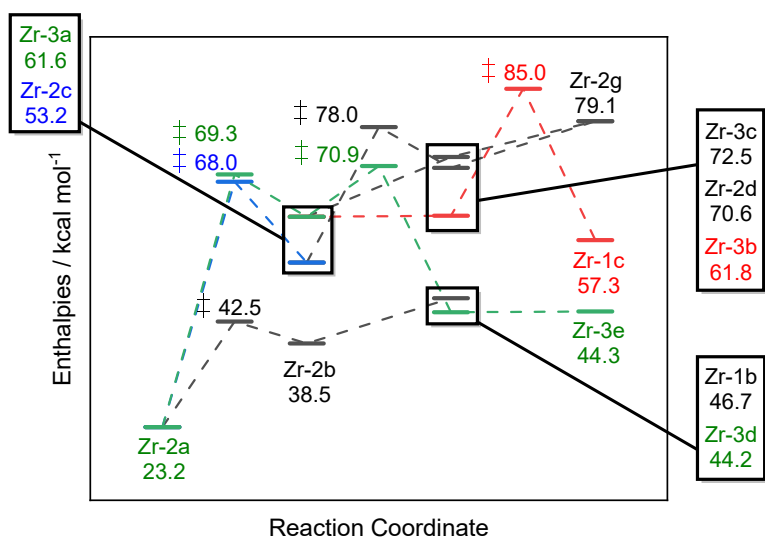 Zr-3a
61.6
Zr-2c
53.2
‡ 69.3
‡ 68.0
‡ 78.0
‡ 70.9
‡ 85.0
Zr-2g
79.1
Zr-3c
72.5
Zr-2d
70.6
Zr-3b
61.8
Zr-1c
57.3
‡ 42.5
Zr-2b
38.5
Zr-3e
44.3
Zr-1b
46.7
Zr-3d
44.2
Zr-2a
23.2
Enthalpies / kcal mol⁻¹
Reaction Coordinate